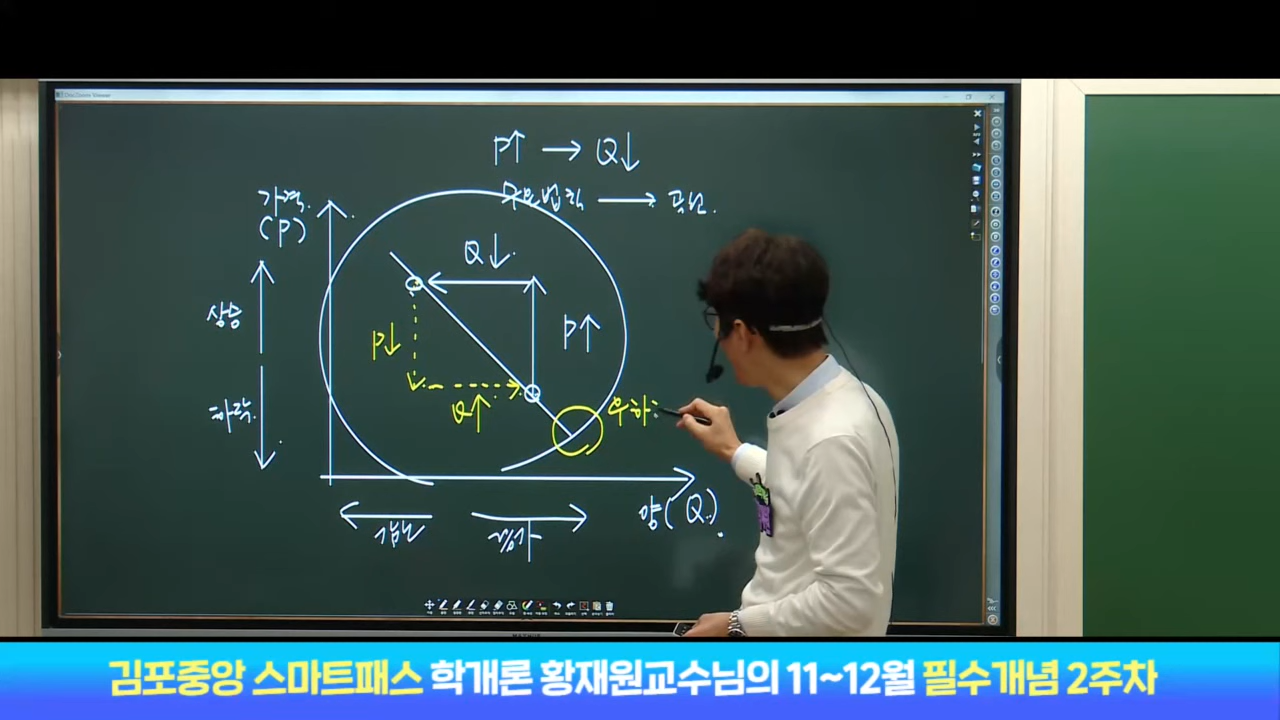 P↑ → Q↓
수요법칙 → 곡선.
가격.
(P)
Q↓
상승
P↓
P↑
하락
Q↑
우하
양(Q)
감소
증가
김포중앙 스마트패스 학개론 황재원교수님의 11~12월 필수개념 2주차